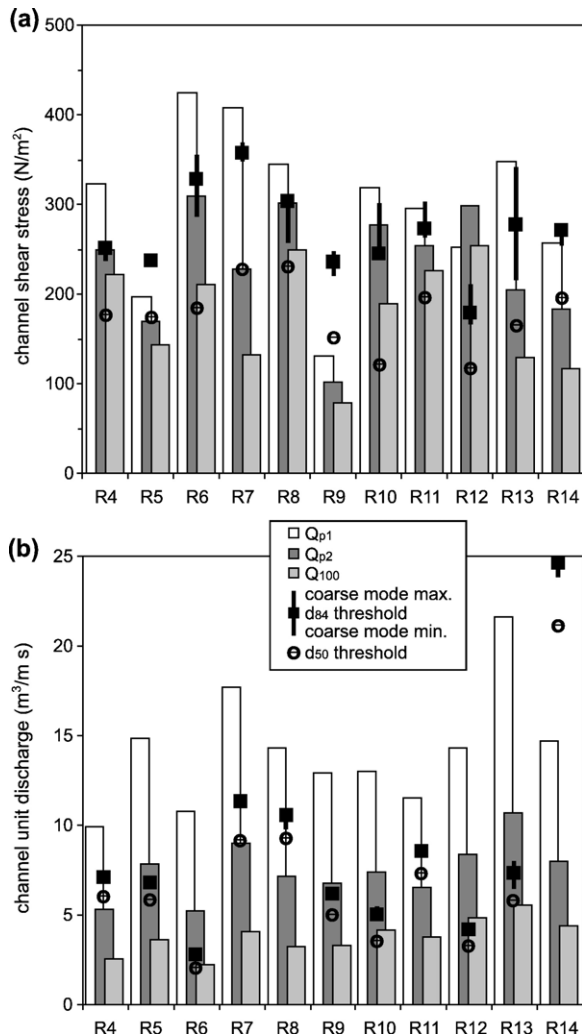 (a)
channel shear stress (N/m²)
500
400
300
200
100
0
R4 R5 R6 R7 R8 R9 R10 R11 R12 R13 R14
(b)
channel unit discharge (m³/m s)
25
20
15
10
5
0
Qp1
Qp2
Q100
coarse mode max.
d84 threshold
coarse mode min.
d50 threshold
R4 R5 R6 R7 R8 R9 R10 R11 R12 R13 R14